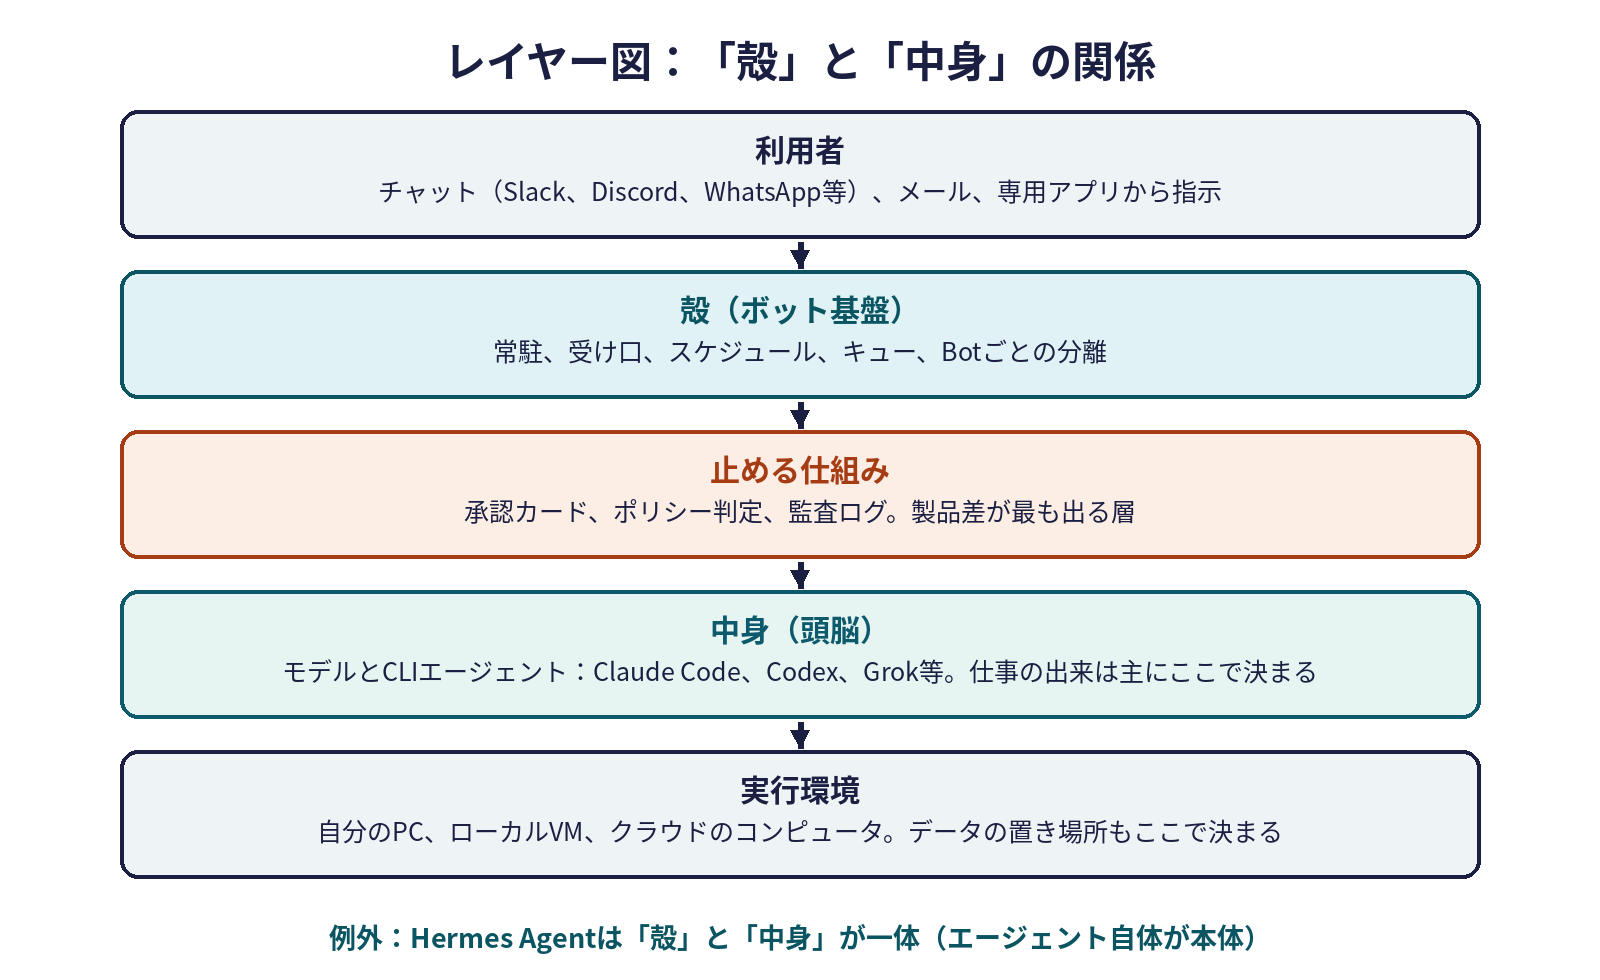 レイヤー図：「殻」と「中身」の関係
利用者
チャット（Slack、Discord、WhatsApp等）、メール、専用アプリから指示
殻（ボット基盤）
常駐、受け口、スケジュール、キュー、Botごとの分離
止める仕組み
承認カード、ポリシー判定、監査ログ。製品差が最も出る層
中身（頭脳）
モデルとCLIエージェント：Claude Code、Codex、Grok等。仕事の出来は主にここで決まる
実行環境
自分のPC、ローカルVM、クラウドのコンピュータ。データの置き場所もここで決まる
例外：Hermes Agentは「殻」と「中身」が一体（エージェント自体が本体）